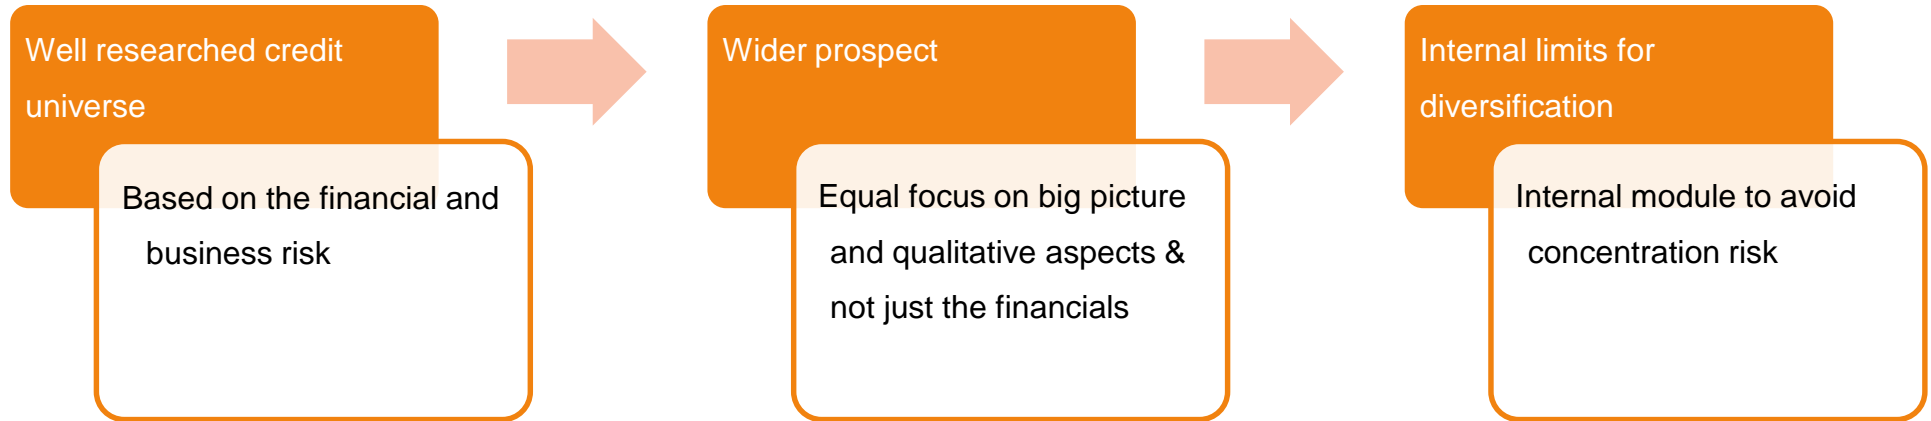 Well researched credit
universe
Based on the financial and
business risk
Wider prospect
Equal focus on big picture
and qualitative aspects &
not just the financials
Internal limits for
diversification
Internal module to avoid
concentration risk